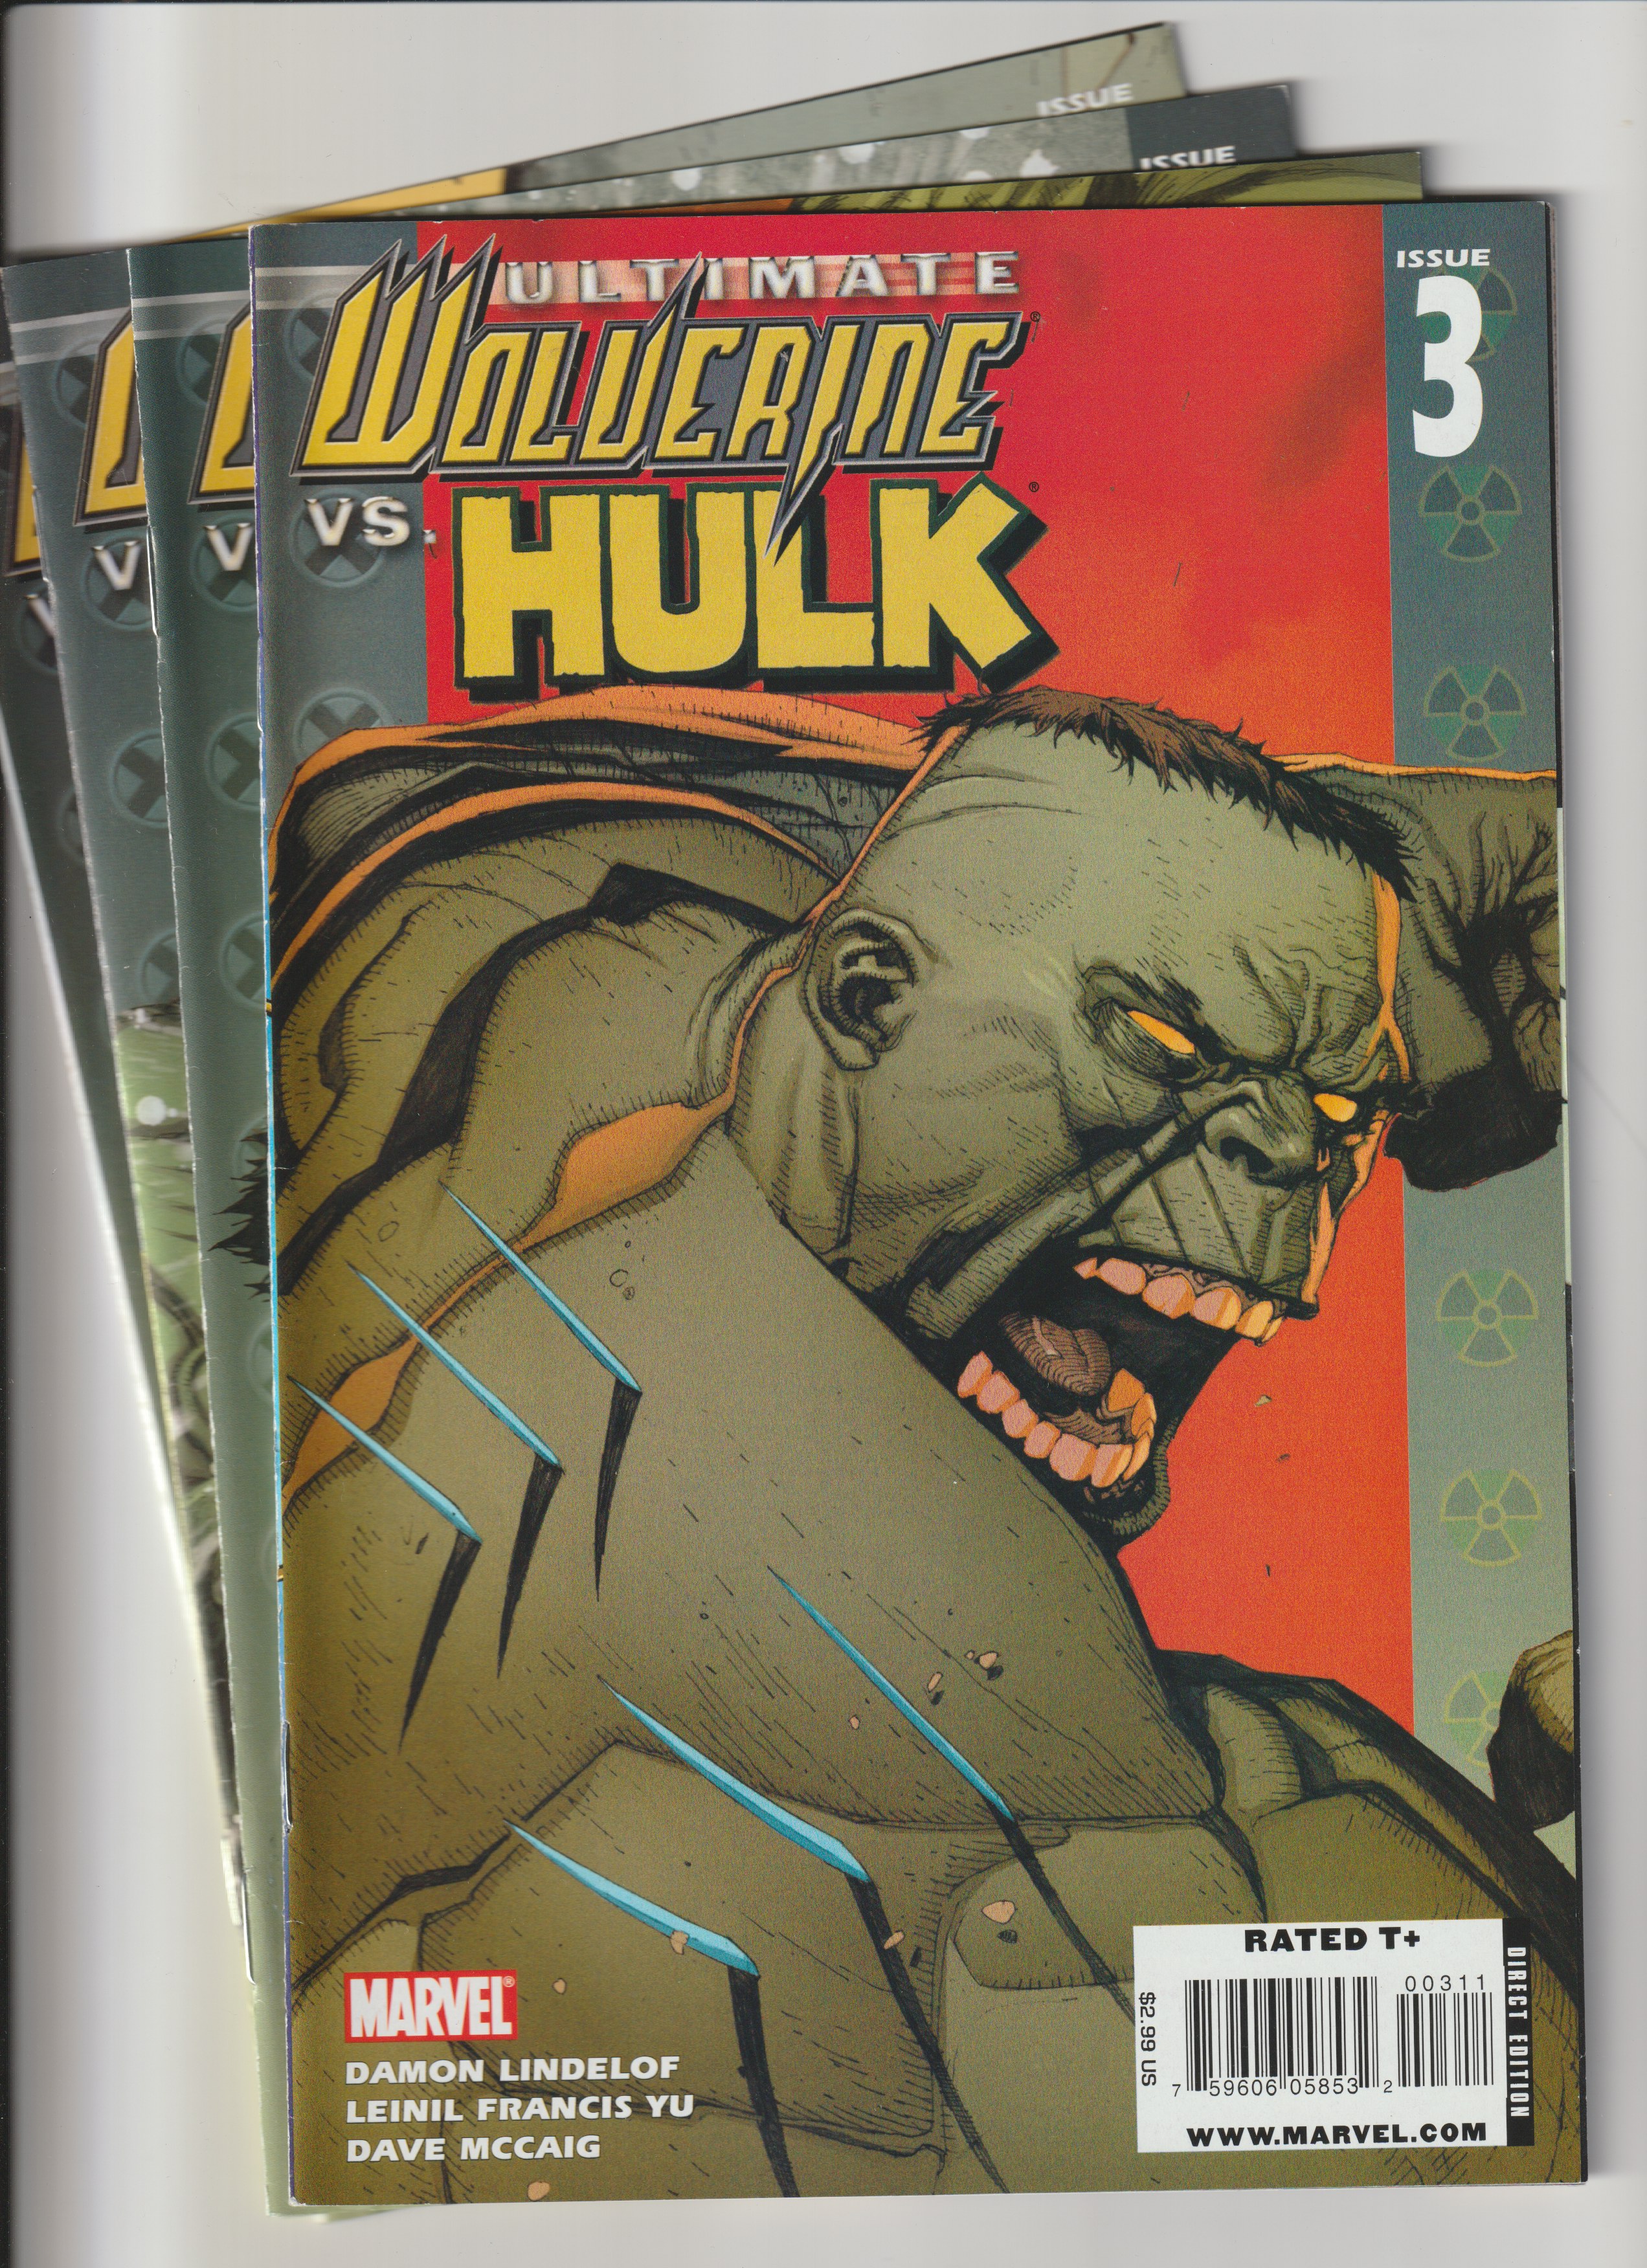 ISSUE
ISSUE
ULTIMATE
WOLVERINE®
VS. HULK®
ISSUE
3
V
V
MARVEL®
DAMON LINDELOF
LEINIL FRANCIS YU
DAVE MCCAIG
RATED T+
$2.99 US
00311
7 59606 05853 2
WWW.MARVEL.COM
DIRECT EDITION